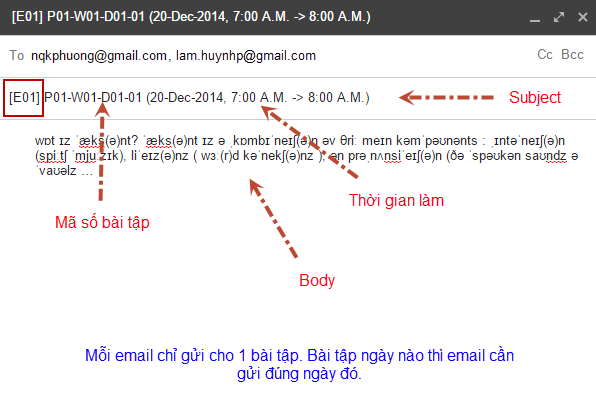 [E01] P01-W01-D01-01 (20-Dec-2014, 7:00 A.M. -> 8:00 A.M.)
To nqkphuong@gmail.com, lam.huynhp@gmail.com Cc Bcc
[E01] P01-W01-D01-01 (20-Dec-2014, 7:00 A.M. -> 8:00 A.M.) Subject
wɒt ɪz ˈæks(ə)nt? ˈæks(ə)nt ɪz ə ˌkɒmbɪˈneɪʃ(ə)n əv θriː meɪn kəmˈpəʊnənts : ˌɪntəˈneɪʃ(ə)n
(spiːtʃ ˈmjuːzɪk), liˈeɪz(ə)nz ( wɜː(r)d kəˈnekʃ(ə)nz ), ən prəˌnʌnsiˈeɪʃ(ə)n (ðə ˈspəʊkən saʊndz ə
ˈvaʊəlz …
Thời gian làm
Mã số bài tập
Body
Mỗi email chỉ gửi cho 1 bài tập. Bài tập ngày nào thì email cần
gửi đúng ngày đó.